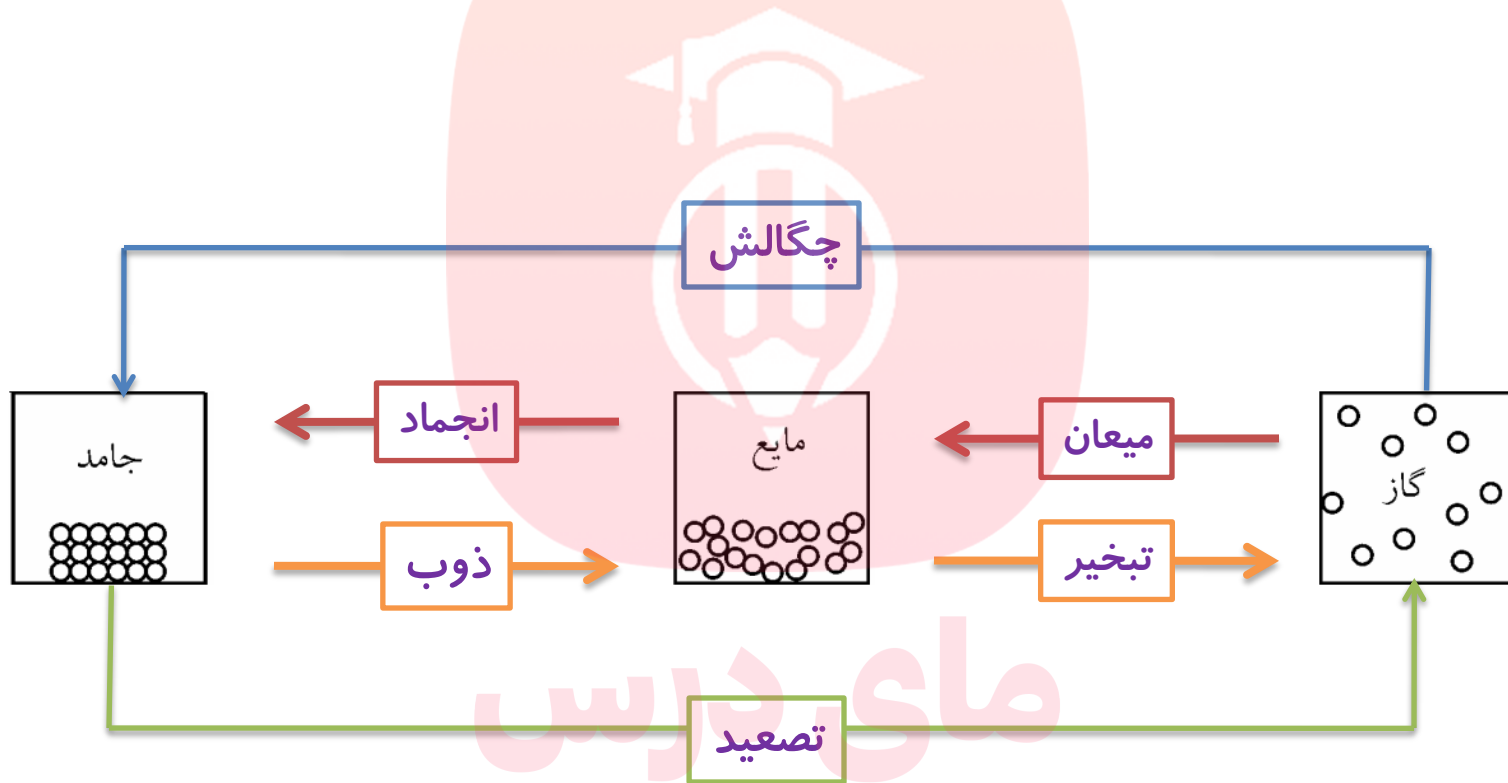 چگالش
انجماد
میعان
جامد
مایع
گاز
ذوب
تبخیر
تصعید
مای درس